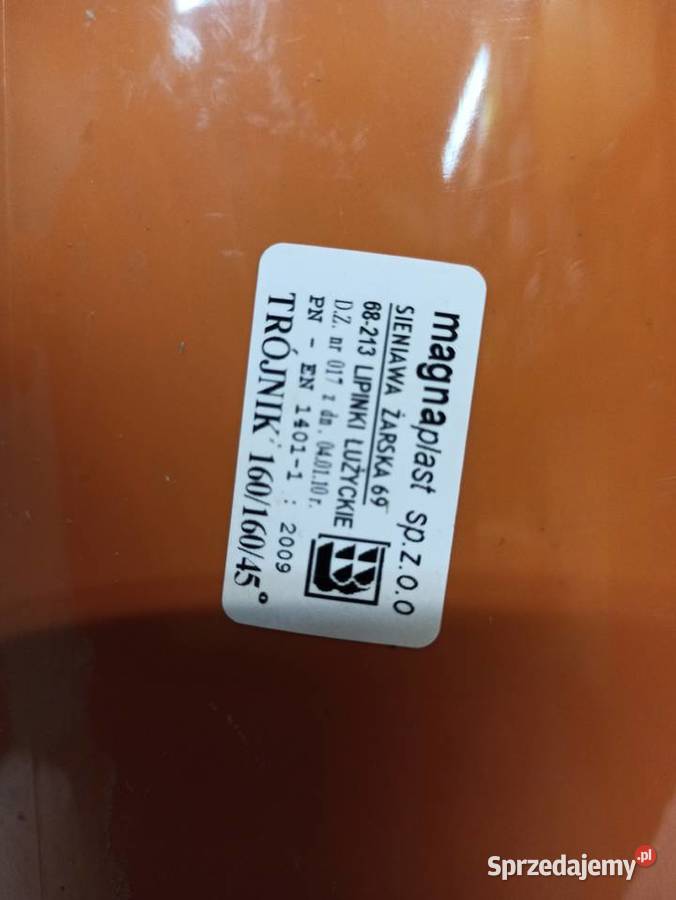 magnaplast sp.z.o.o
SIENIAWA ŻARSKA 69
68-213 LIPINKI ŁUŻYCKIE
D.Z. nr 017 z dn. 04.01.10 r.
PN - EN 1401-1 : 2009
TRÓJNIK 160/160/45°
Sprzedajemy.pl